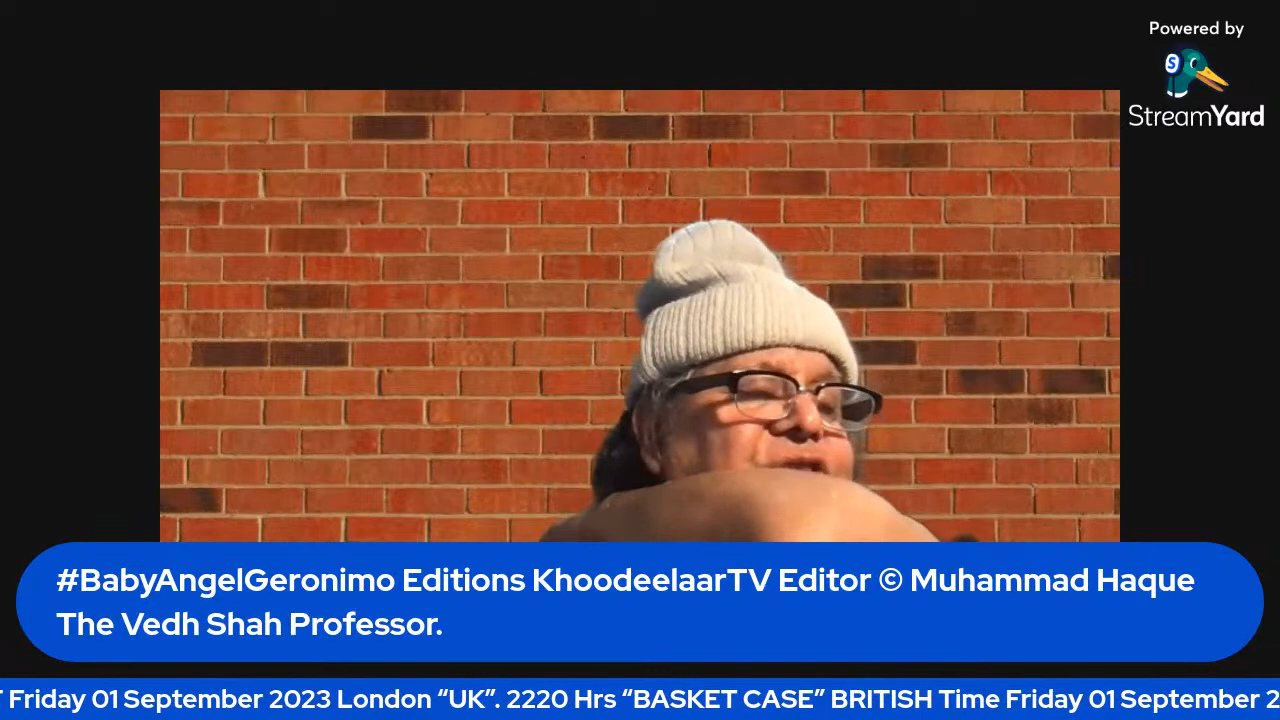 Powered by
S
StreamYard
#BabyAngelGeronimo Editions KhoodeelaarTV Editor © Muhammad Haque
The Vedh Shah Professor.
Friday 01 September 2023 London “UK”. 2220 Hrs “BASKET CASE” BRITISH Time Friday 01 September 2